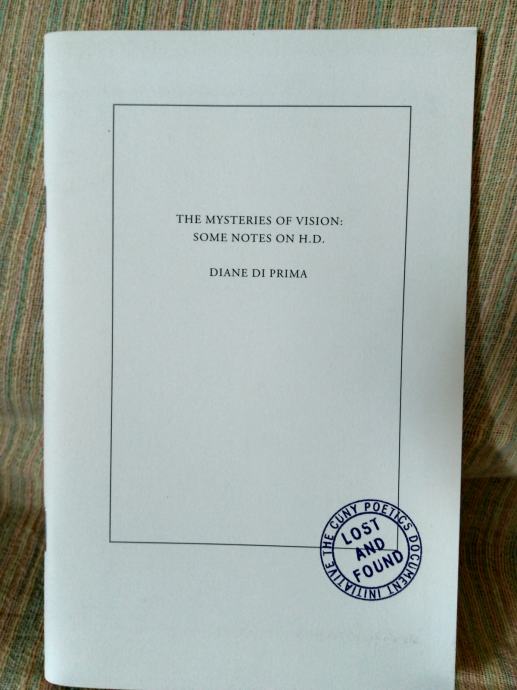 THE MYSTERIES OF VISION:
SOME NOTES ON H.D.
DIANE DI PRIMA
THE CUNY POETICS DOCUMENT INITIATIVE
LOST
AND
FOUND